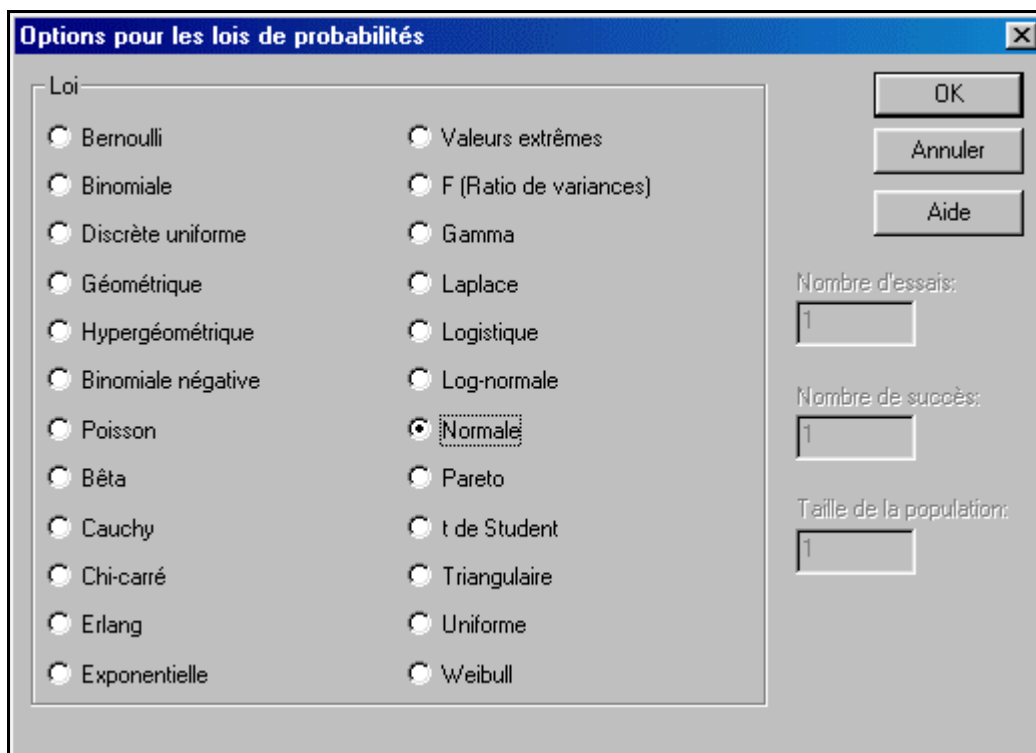 Options pour les lois de probabilités
Loi
Bernoulli
Binomiale
Discrète uniforme
Géométrique
Hypergéométrique
Binomiale négative
Poisson
Bêta
Cauchy
Chi-carré
Erlang
Exponentielle
Valeurs extrêmes
F (Ratio de variances)
Gamma
Laplace
Logistique
Log-normale
Normale
Pareto
t de Student
Triangulaire
Uniforme
Weibull
OK
Annuler
Aide
Nombre d'essais:
1
Nombre de succès:
1
Taille de la population:
1